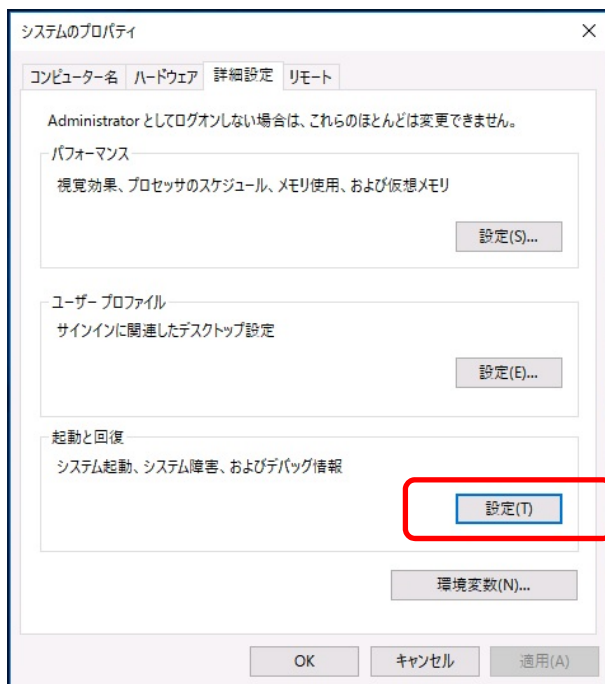 システムのプロパティ
コンピューター名 ハードウェア 詳細設定 リモート
Administrator としてログオンしない場合は、これらのほとんどは変更できません。
パフォーマンス
視覚効果、プロセッサのスケジュール、メモリ使用、および仮想メモリ
設定(S)...
ユーザー プロファイル
サインインに関連したデスクトップ設定
設定(E)...
起動と回復
システム起動、システム障害、およびデバッグ情報
設定(T)
環境変数(N)...
OK キャンセル 適用(A)